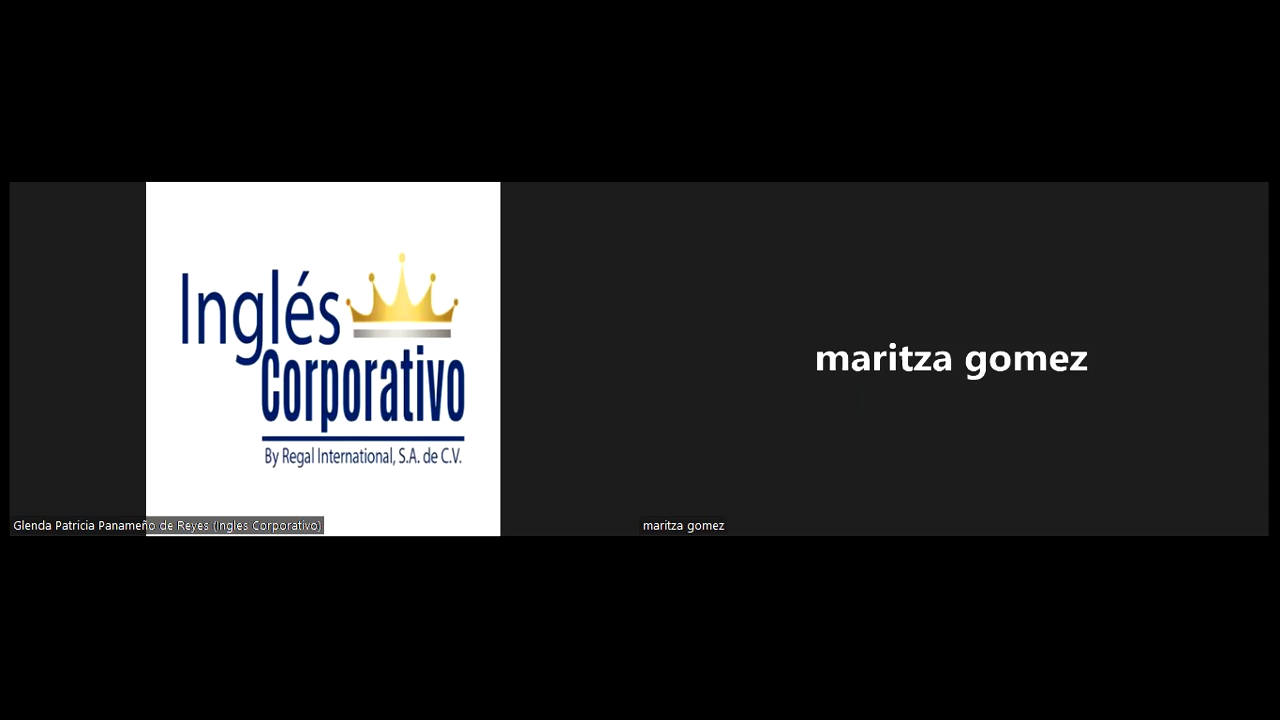 Inglés
Corporativo
By Regal International, S.A. de C.V.
Glenda Patricia Panameño de Reyes (Ingles Corporativo)
maritza gomez
maritza gomez